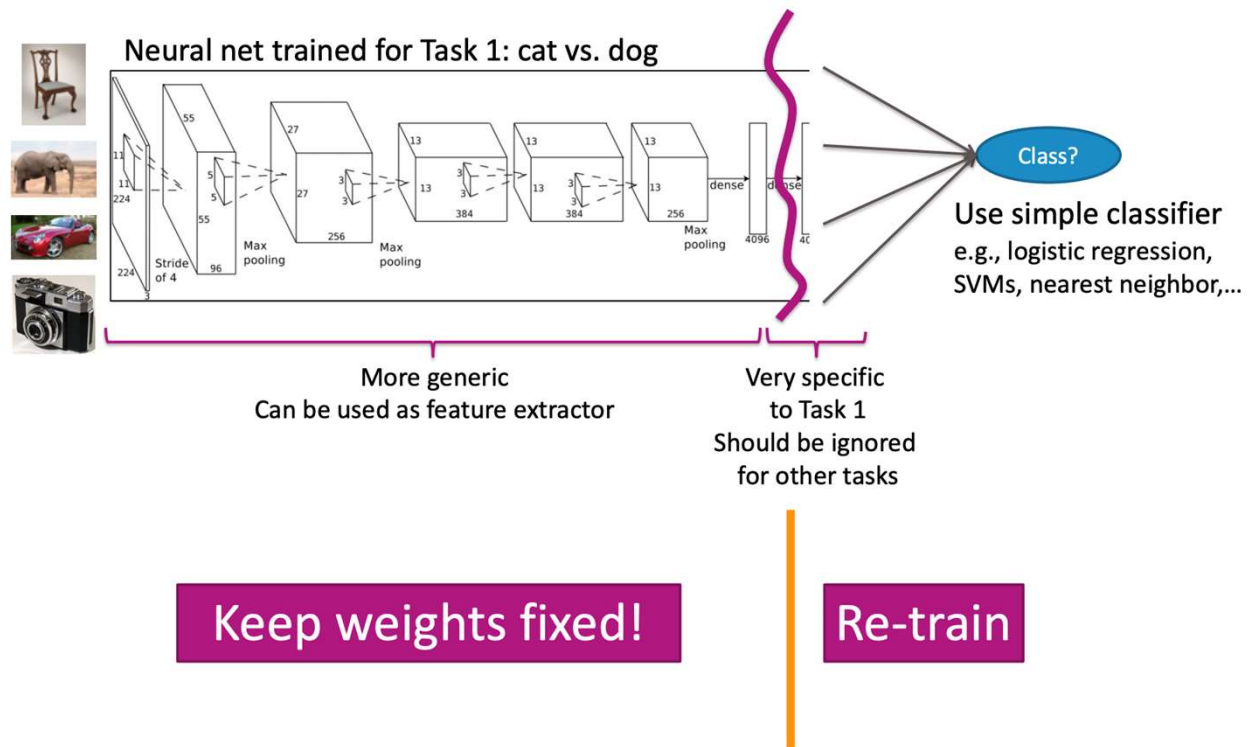 Neural net trained for Task 1: cat vs. dog
11
11
224
224
3
Stride
of 4
55
55
5
5
96
Max
pooling
27
27
3
3
256
Max
pooling
13
13
3
3
384
13
3
3
384
13
13
256
Max
pooling
dense
4096
dense
Class?
Use simple classifier
e.g., logistic regression,
SVMs, nearest neighbor,...
More generic
Can be used as feature extractor
Very specific
to Task 1
Should be ignored
for other tasks
Keep weights fixed!
Re-train